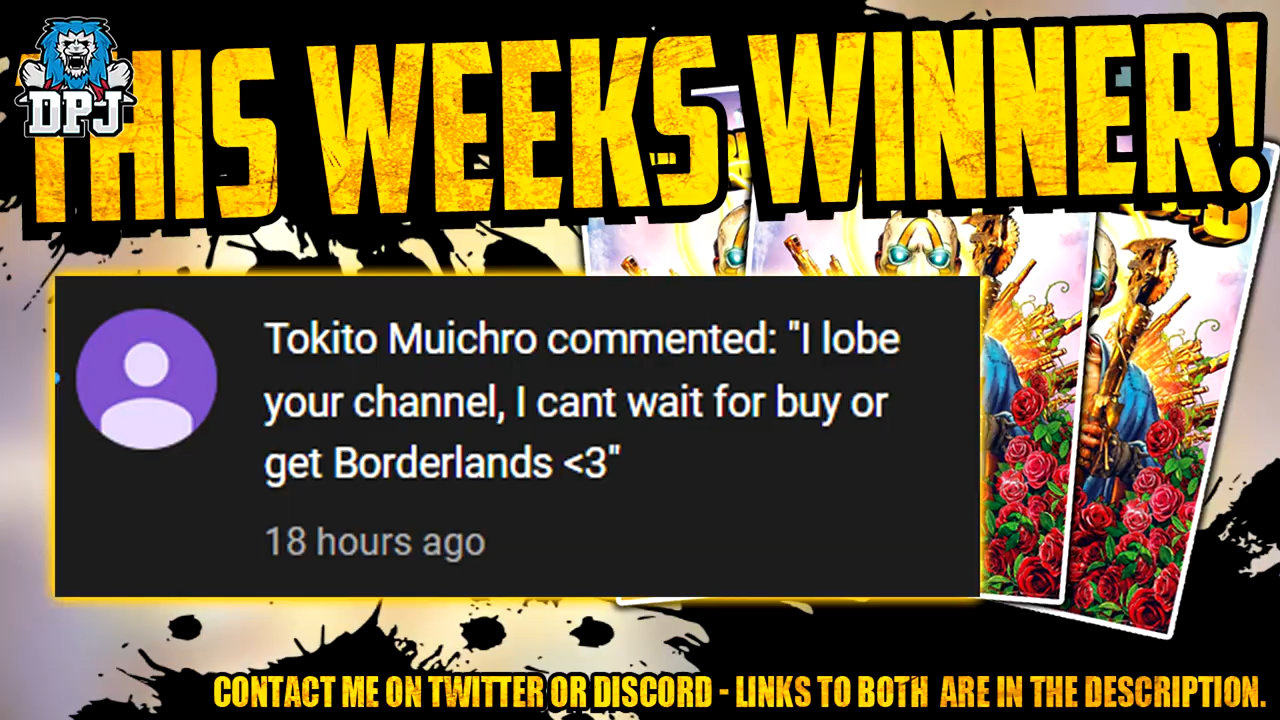 THIS WEEKS WINNER!
DPJ
Tokito Muichro commented: "I lobe
your channel, I cant wait for buy or
get Borderlands <3"
18 hours ago
CONTACT ME ON TWITTER OR DISCORD - LINKS TO BOTH ARE IN THE DESCRIPTION.